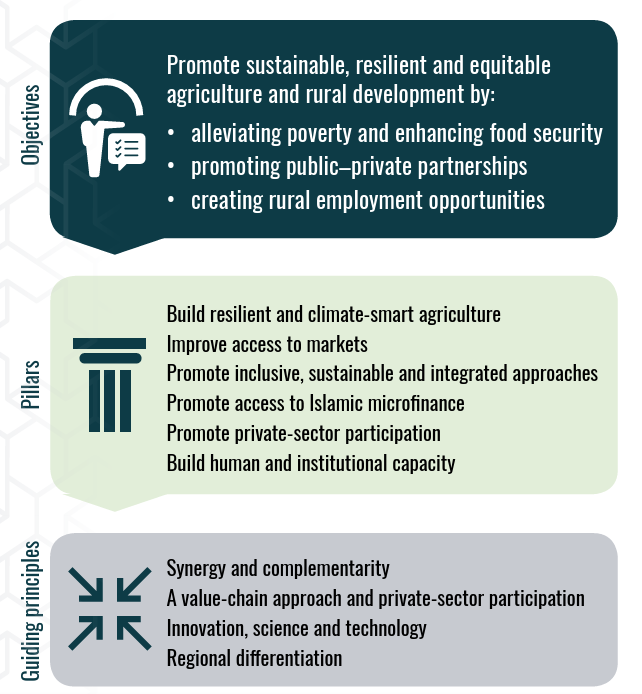 Objectives
Promote sustainable, resilient and equitable
agriculture and rural development by:
• alleviating poverty and enhancing food security
• promoting public–private partnerships
• creating rural employment opportunities
Pillars
Build resilient and climate-smart agriculture
Improve access to markets
Promote inclusive, sustainable and integrated approaches
Promote access to Islamic microfinance
Promote private-sector participation
Build human and institutional capacity
Guiding principles
Synergy and complementarity
A value-chain approach and private-sector participation
Innovation, science and technology
Regional differentiation